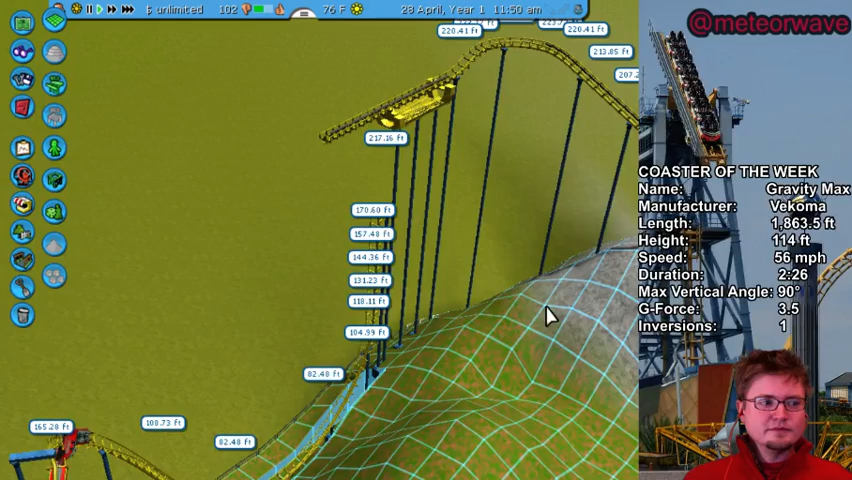 $ unlimited 102 76 F 28 April, Year 1 11:50 am
@meteorwave
220.41 ft
220.41 ft
213.85 ft
207.2
217.16 ft
170.60 ft
157.48 ft
144.36 ft
131.23 ft
118.11 ft
104.99 ft
82.48 ft
165.28 ft
108.73 ft
82.48 ft
COASTER OF THE WEEK
Name: Gravity Max
Manufacturer: Vekoma
Length: 1,863.5 ft
Height: 114 ft
Speed: 56 mph
Duration: 2:26
Max Vertical Angle: 90°
G-Force: 3.5
Inversions: 1